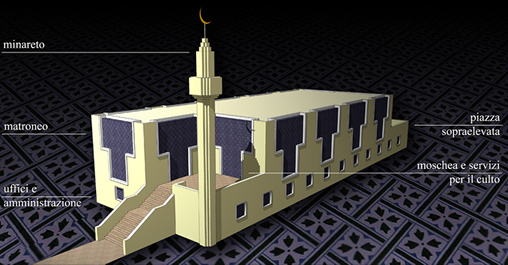 minareto
matroneo
uffici e
amministrazione
piazza
sopraelevata
moschea e servizi
per il culto